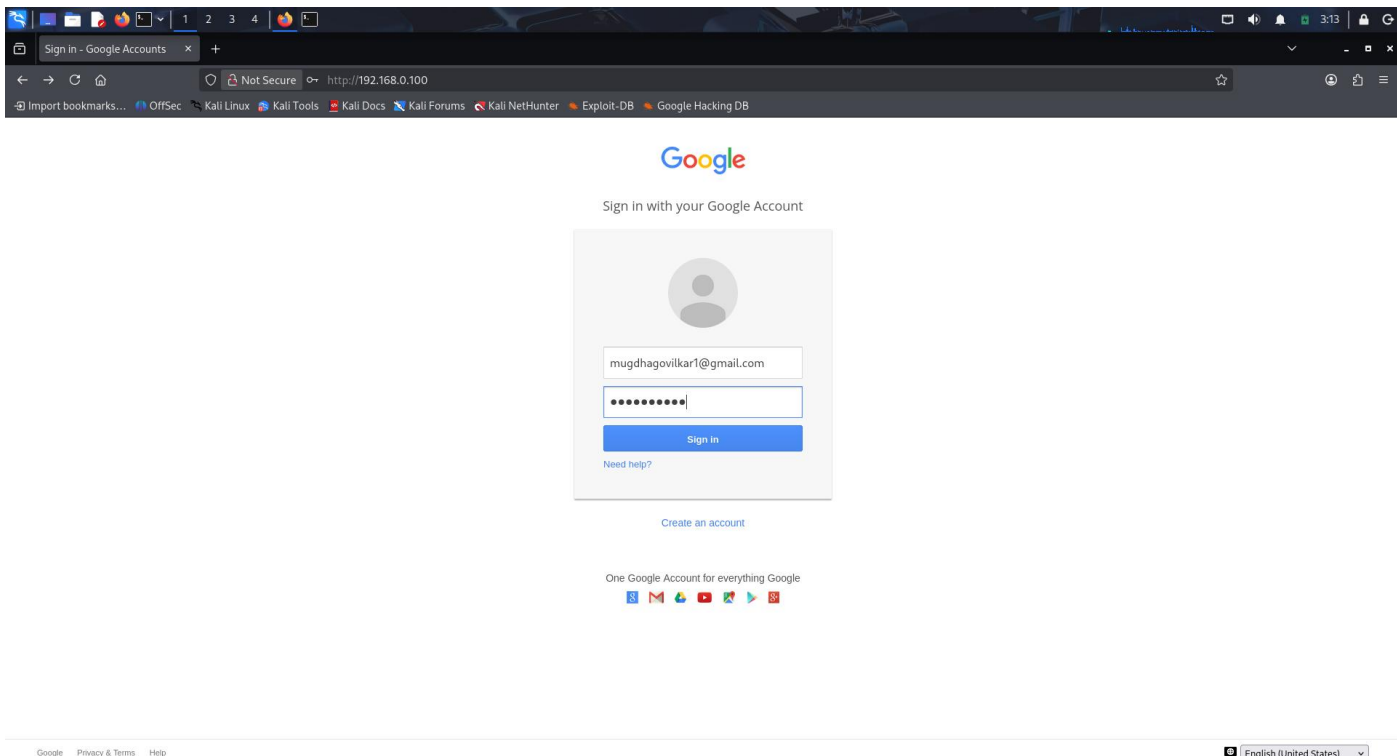 1 2 3 4 3:13
Sign in - Google Accounts
Not Secure http://192.168.0.100
Import bookmarks... OffSec Kali Linux Kali Tools Kali Docs Kali Forums Kali NetHunter Exploit-DB Google Hacking DB
Google
Sign in with your Google Account
mugdhagovilkar1@gmail.com
••••••••••
Sign in
Need help?
Create an account
One Google Account for everything Google
Google Privacy & Terms Help English (United States)